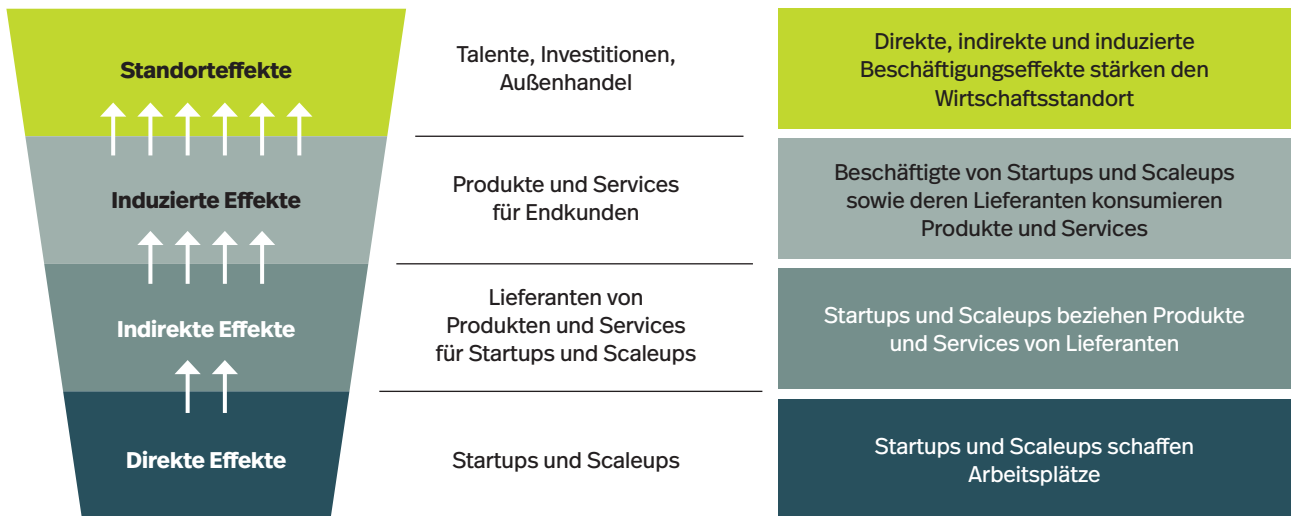 Standorteffekte
Talente, Investitionen,
Außenhandel
Direkte, indirekte und induzierte
Beschäftigungseffekte stärken den
Wirtschaftsstandort
Induzierte Effekte
Produkte und Services
für Endkunden
Beschäftigte von Startups und Scaleups
sowie deren Lieferanten konsumieren
Produkte und Services
Indirekte Effekte
Lieferanten von
Produkten und Services
für Startups und Scaleups
Startups und Scaleups beziehen Produkte
und Services von Lieferanten
Direkte Effekte
Startups und Scaleups
Startups und Scaleups schaffen
Arbeitsplätze